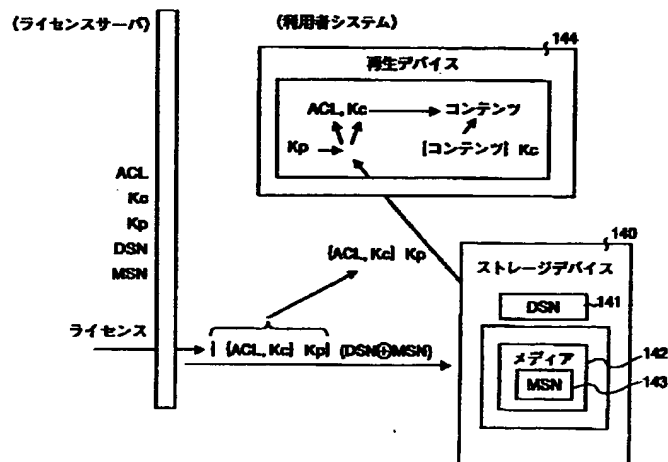 (ライセンスサーバ)
(利用者システム)
144
再生デバイス
ACL, Kc
コンテンツ
Kp
{コンテンツ} Kc
ACL
Kc
Kp
DSN
MSN
{ACL, Kc} Kp
140
ストレージデバイス
DSN
141
ライセンス
{ {ACL, Kc} Kp} (DSN⊕MSN)
メディア
142
MSN
143